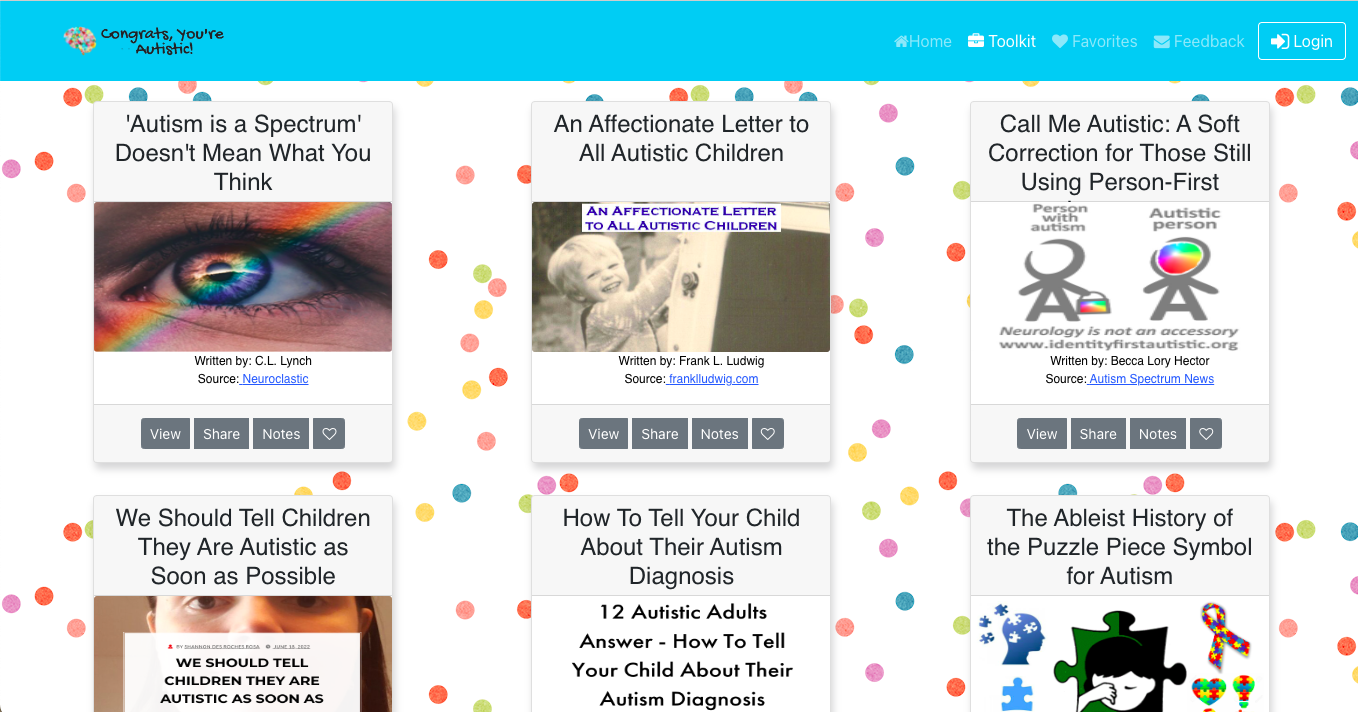 Congrats, You're
Autistic!
Home Toolkit Favorites Feedback Login
'Autism is a Spectrum'
Doesn't Mean What You
Think
Written by: C.L. Lynch
Source: Neuroclastic
View Share Notes
An Affectionate Letter to
All Autistic Children
An Affectionate Letter
to All Autistic Children
Written by: Frank L. Ludwig
Source: franklludwig.com
View Share Notes
Call Me Autistic: A Soft
Correction for Those Still
Using Person-First
Person
with
autism
Autistic
person
Neurology is not an accessory
www.identityfirstautistic.org
Written by: Becca Lory Hector
Source: Autism Spectrum News
View Share Notes
We Should Tell Children
They Are Autistic as
Soon as Possible
BY SHANNON DES ROCHES ROSA JUNE 18, 2022
WE SHOULD TELL
CHILDREN THEY ARE
AUTISTIC AS SOON AS
How To Tell Your Child
About Their Autism
Diagnosis
12 Autistic Adults
Answer - How To Tell
Your Child About Their
Autism Diagnosis
The Ableist History of
the Puzzle Piece Symbol
for Autism